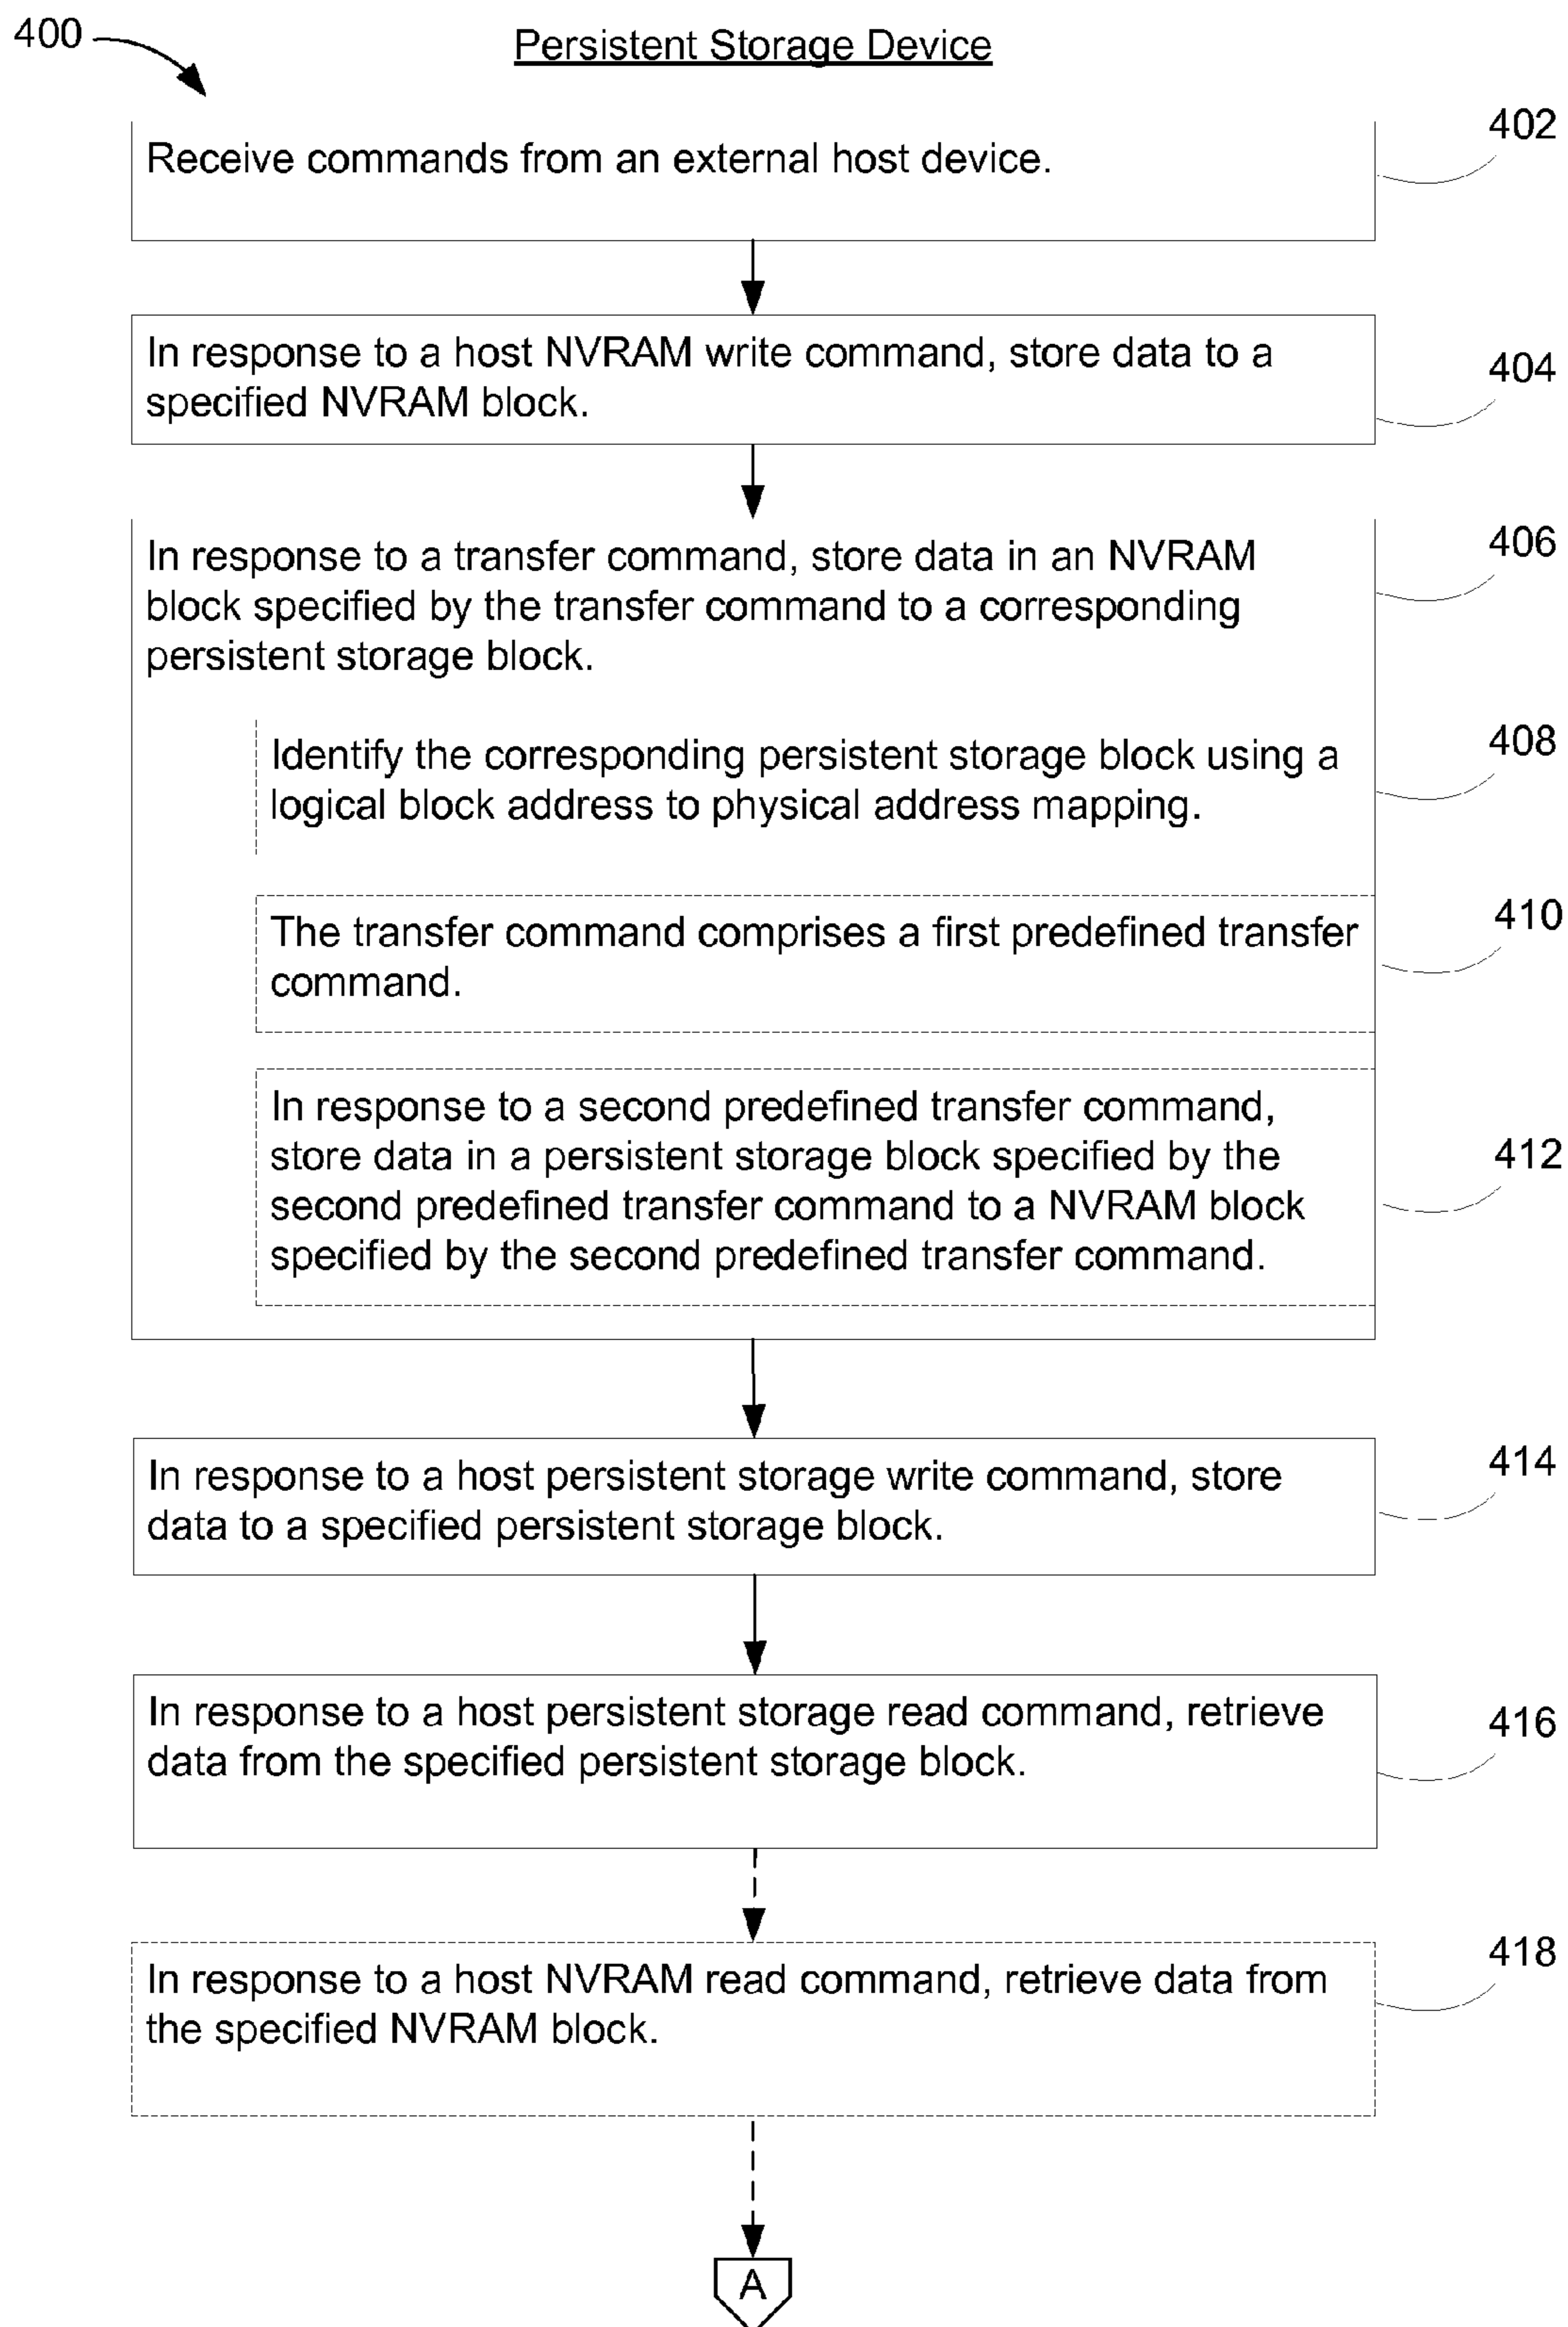 400
Persistent Storage Device
402
Receive commands from an external host device.
In response to a host NVRAM write command, store data to a
specified NVRAM block.
404
In response to a transfer command, store data in an NVRAM
block specified by the transfer command to a corresponding
persistent storage block.
406
Identify the corresponding persistent storage block using a
logical block address to physical address mapping.
408
The transfer command comprises a first predefined transfer
command.
410
In response to a second predefined transfer command,
store data in a persistent storage block specified by the
second predefined transfer command to a NVRAM block
specified by the second predefined transfer command.
412
In response to a host persistent storage write command, store
data to a specified persistent storage block.
414
In response to a host persistent storage read command, retrieve
data from the specified persistent storage block.
416
In response to a host NVRAM read command, retrieve data from
the specified NVRAM block.
418
A